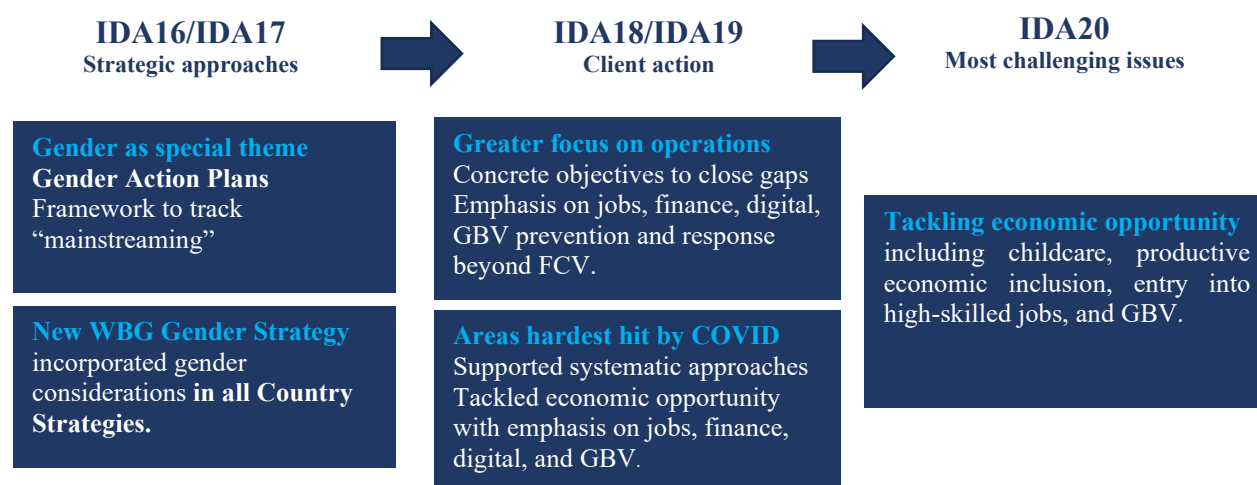 IDA16/IDA17
Strategic approaches
IDA18/IDA19
Client action
IDA20
Most challenging issues
Gender as special theme
Gender Action Plans
Framework to track
“mainstreaming”
New WBG Gender Strategy
incorporated gender
considerations in all Country
Strategies.
Greater focus on operations
Concrete objectives to close gaps
Emphasis on jobs, finance, digital,
GBV prevention and response
beyond FCV.
Areas hardest hit by COVID
Supported systematic approaches
Tackled economic opportunity
with emphasis on jobs, finance,
digital, and GBV.
Tackling economic opportunity
including childcare, productive
economic inclusion, entry into
high-skilled jobs, and GBV.